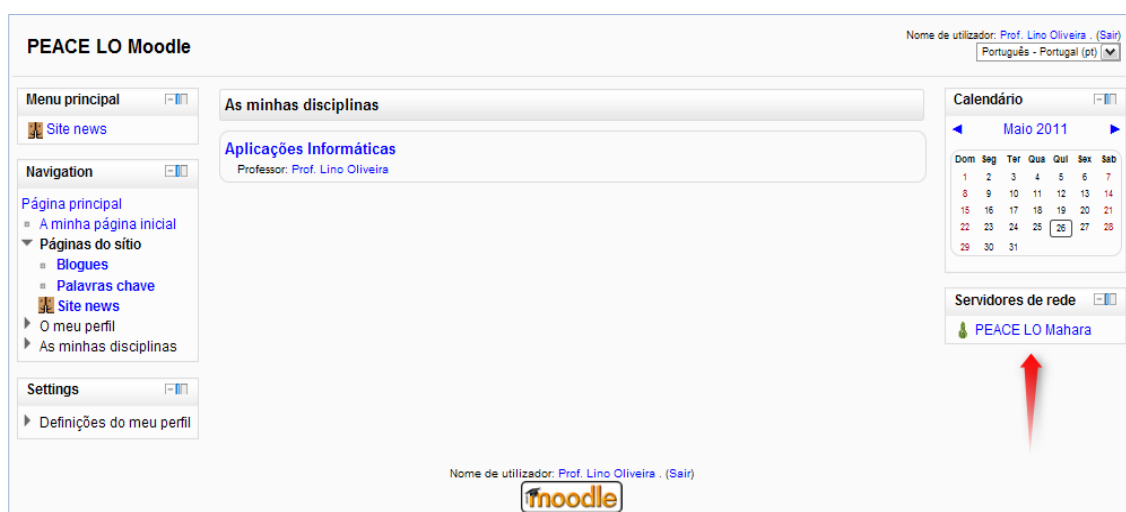 PEACE LO Moodle
Nome de utilizador: Prof. Lino Oliveira . (Sair)
Português - Portugal (pt)
Menu principal
Site news
Navigation
Página principal
A minha página inicial
Páginas do sítio
Blogues
Palavras chave
Site news
O meu perfil
As minhas disciplinas
Settings
Definições do meu perfil
As minhas disciplinas
Aplicações Informáticas
Professor: Prof. Lino Oliveira
Calendário
Maio 2011
Dom Seg Ter Qua Qui Sex Sab
1 2 3 4 5 6 7
8 9 10 11 12 13 14
15 16 17 18 19 20 21
22 23 24 25 26 27 28
29 30 31
Servidores de rede
PEACE LO Mahara
Nome de utilizador: Prof. Lino Oliveira . (Sair)
moodle